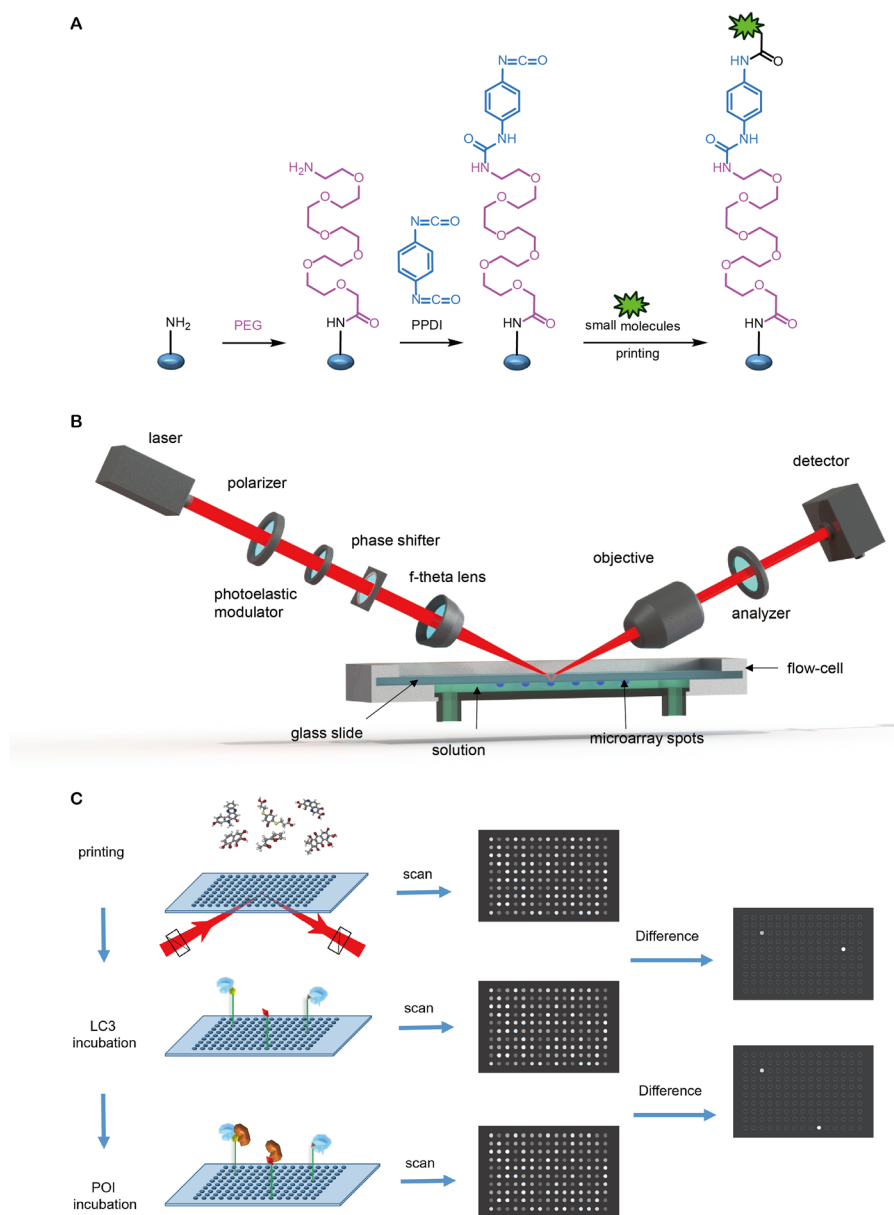 A
N=C=O
HN
O
N=C=O
O
NH
O
NH
H₂N
HN
HN
O
O
O
O
O
O
N=C=O
O
O
O
O
O
O
O
O
O
N=C=O
O
O
O
NH₂
HN
O
HN
O
small molecules
HN
O
PEG
PPDI
printing
B
laser
detector
polarizer
phase shifter
objective
f-theta lens
photoelastic
modulator
analyzer
flow-cell
glass slide
solution
microarray spots
C
printing
scan
Difference
LC3
incubation
scan
Difference
POI
incubation
scan